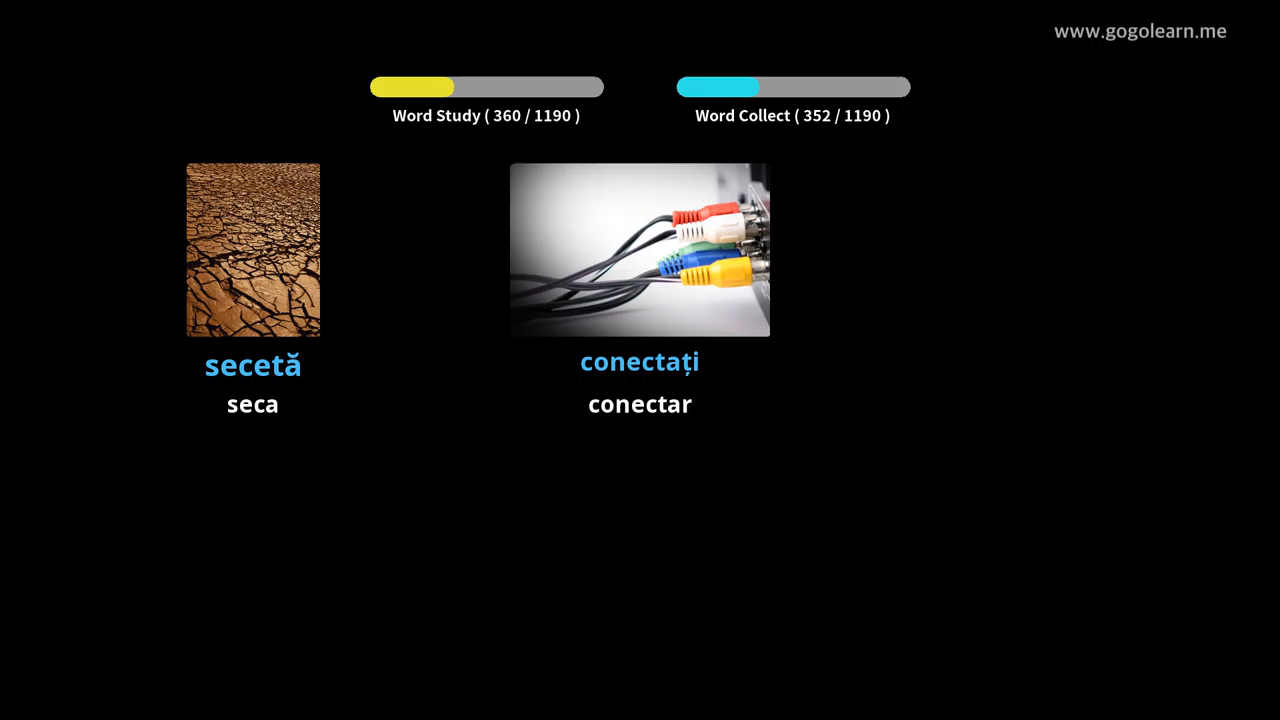 www.gogolearn.me
Word Study ( 360 / 1190 )
Word Collect ( 352 / 1190 )
secetă
seca
conectați
conectar